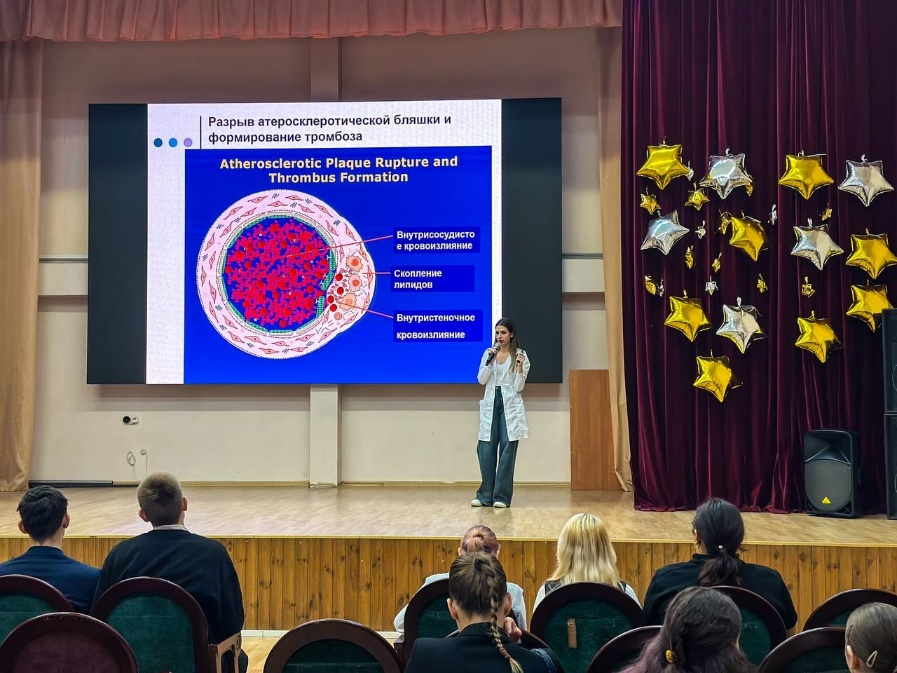 Разрыв атеросклеротической бляшки и
формирование тромбоза
Atherosclerotic Plaque Rupture and
Thrombus Formation
Внутрисосудисто
е кровоизлияние
Скопление
липидов
Внутристеночное
кровоизлияние